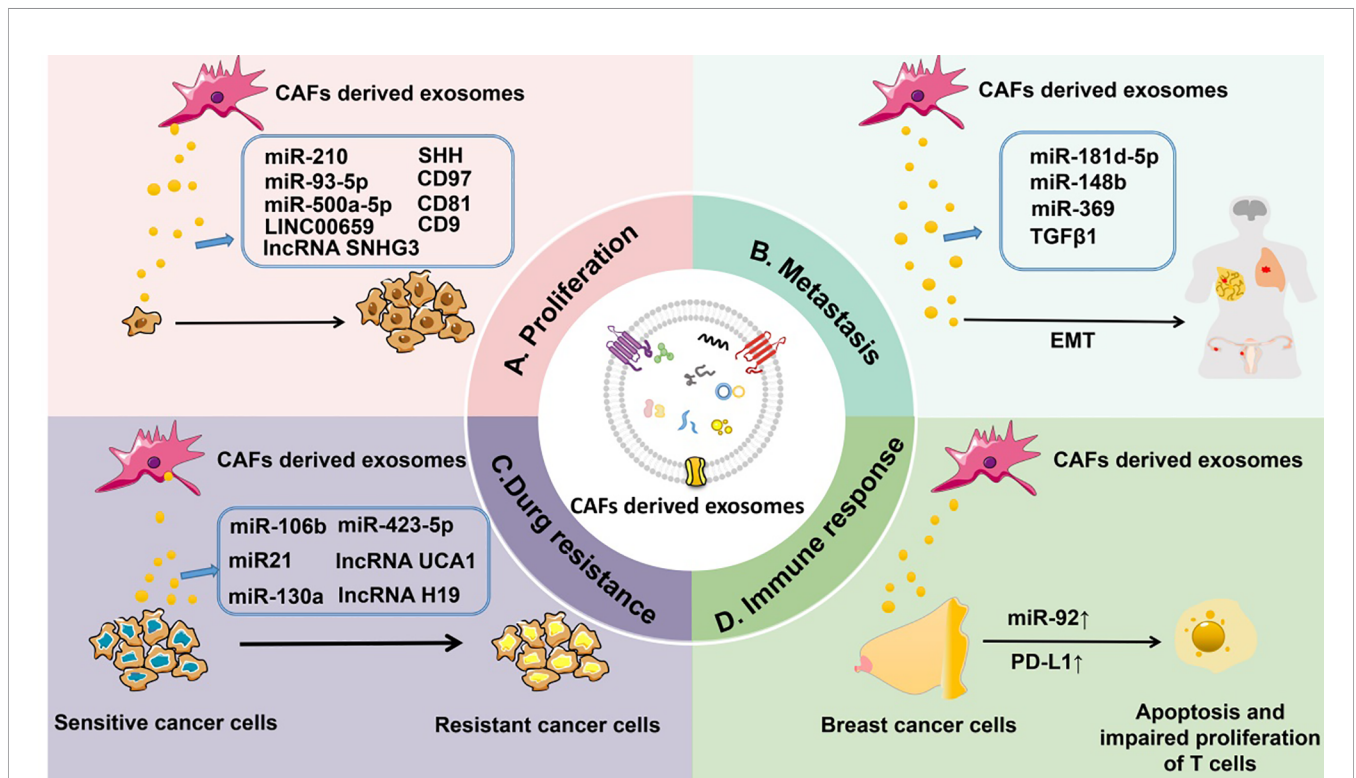 CAFs derived exosomes
miR-210 SHH
miR-93-5p CD97
miR-500a-5p CD81
LINC00659 CD9
lncRNA SNHG3
A. Proliferation
CAFs derived exosomes
miR-181d-5p
miR-148b
miR-369
TGFβ1
EMT
B. Metastasis
CAFs derived exosomes
CAFs derived exosomes
miR-106b miR-423-5p
miR21 lncRNA UCA1
miR-130a lncRNA H19
Sensitive cancer cells
Resistant cancer cells
C.Durg resistance
D. Immune response
CAFs derived exosomes
miR-92↑
PD-L1↑
Breast cancer cells
Apoptosis and
impaired proliferation
of T cells